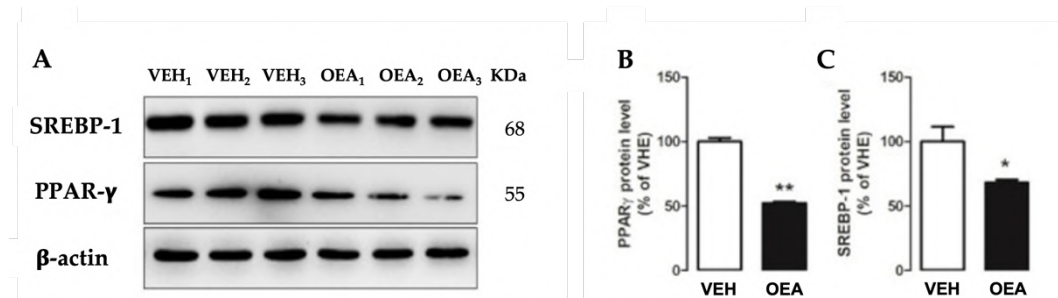 A
VEH₁ VEH₂ VEH₃ OEA₁ OEA₂ OEA₃ KDa
SREBP-1 68
PPAR-γ 55
β-actin
B
PPARγ protein level
(% of VHE)
150
100
50
0
**
VEH OEA
C
SREBP-1 protein level
(% of VHE)
150
100
50
0
*
VEH OEA